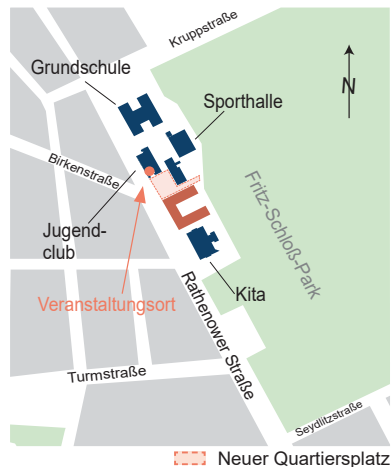 Kruppstraße
Grundschule
Sporthalle
N
Birkenstraße
Fritz-Schloß-Park
Jugend-
club
Veranstaltungsort
Kita
Rathenower Straße
Turmstraße
Seydlitzstraße
Neuer Quartiersplatz